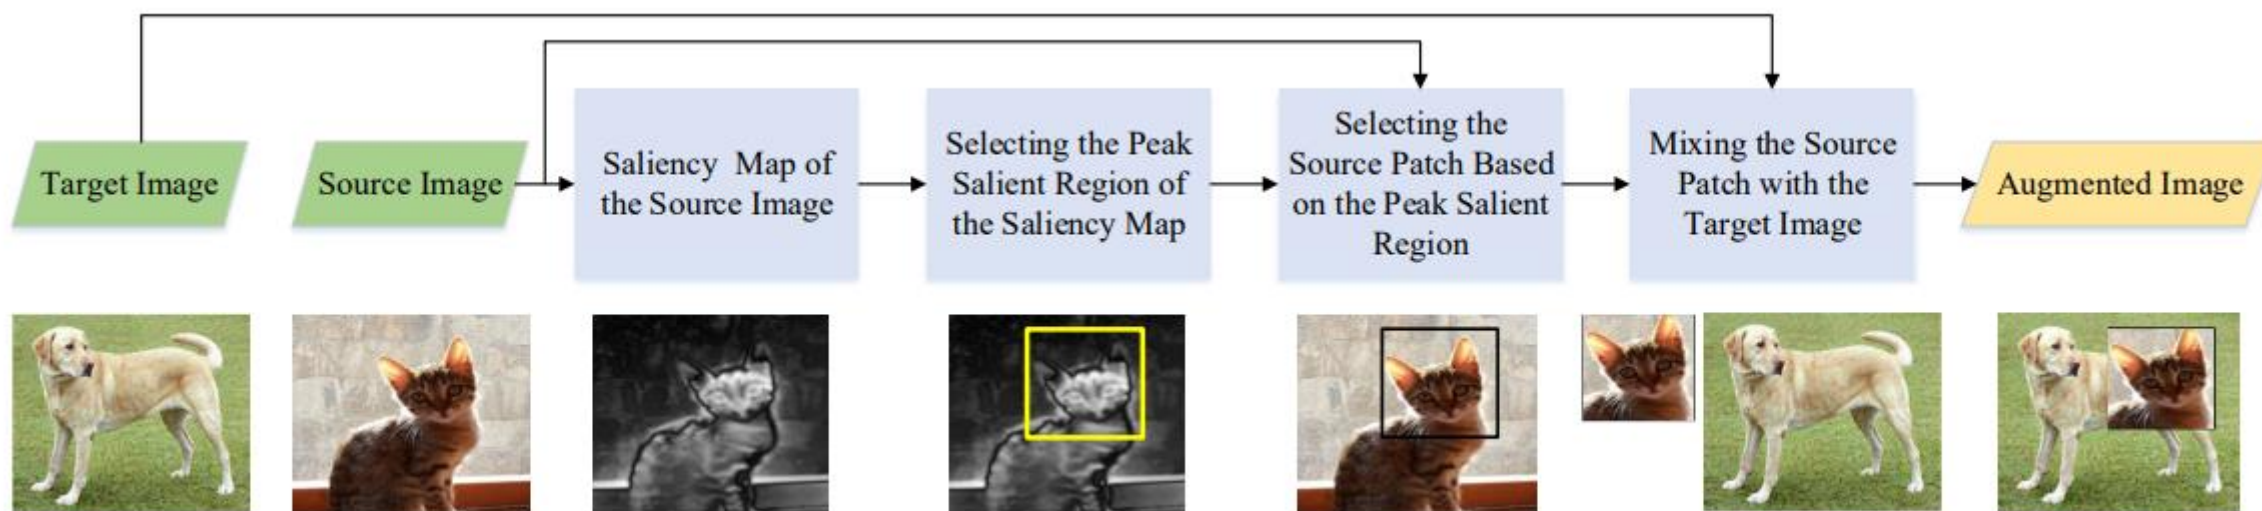 Target Image
Source Image
Saliency Map of
the Source Image
Selecting the Peak
Salient Region of
the Saliency Map
Selecting the
Source Patch Based
on the Peak Salient
Region
Mixing the Source
Patch with the
Target Image
Augmented Image